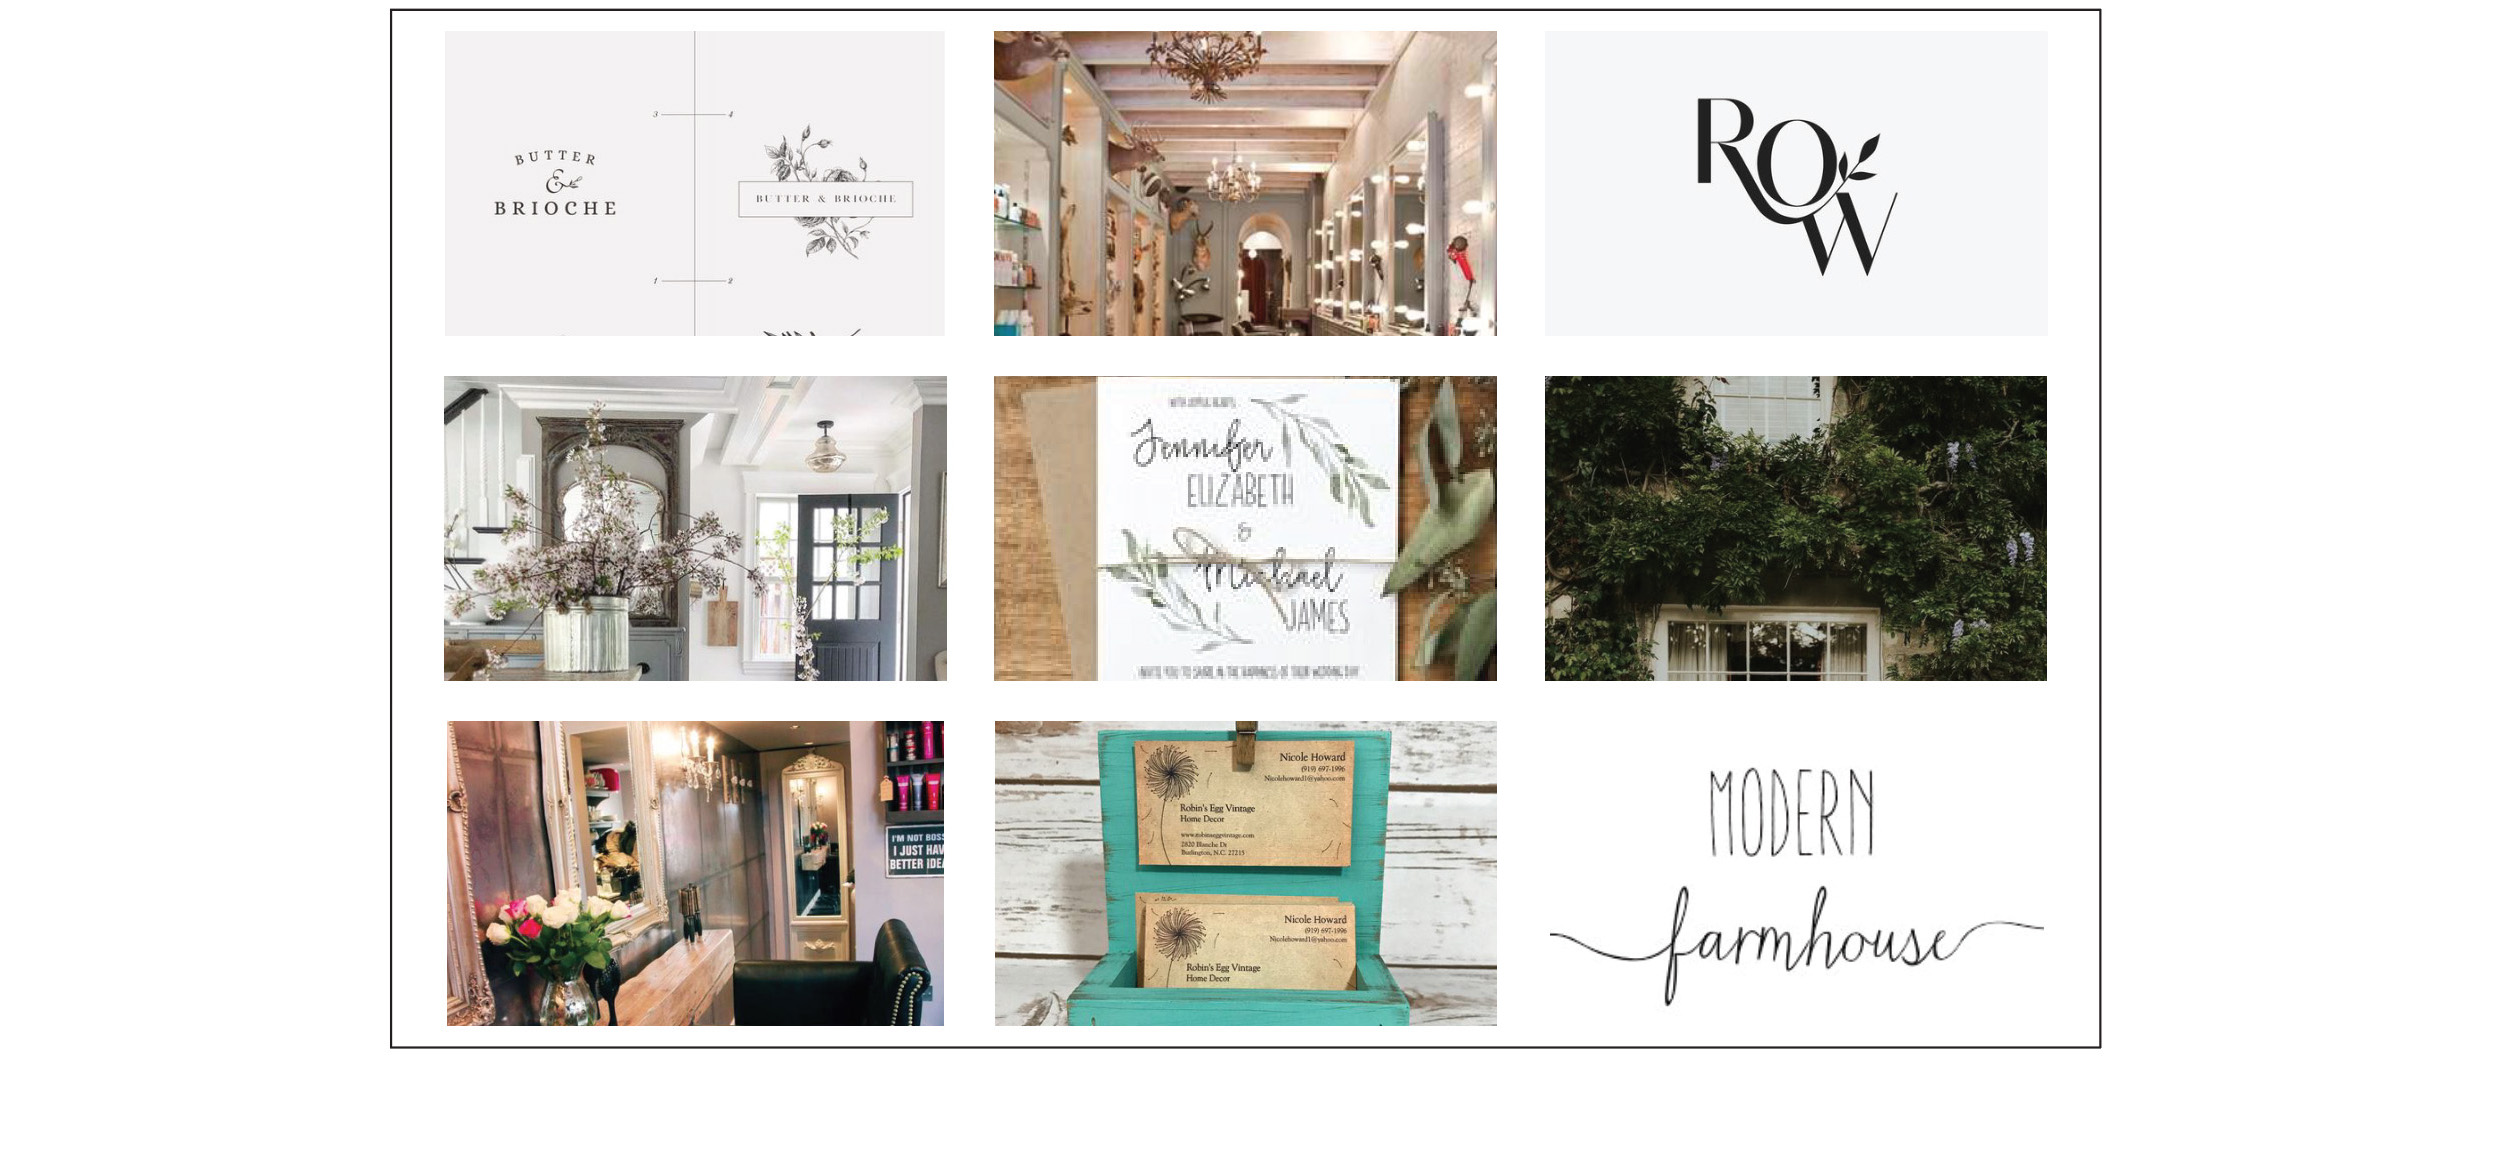 3 4
BUTTER
&
BRIOCHE
BUTTER & BRIOCHE
1 2
ROW
Jennifer
ELIZABETH
&
Michael
JAMES
INVITE YOU TO SHARE IN THE HAPPINESS OF THEIR WEDDING DAY
I'M NOT BOSS
I JUST HAV
BETTER IDEA
Nicole Howard
(919) 697-1996
Nicolehoward1@yahoo.com
Robin's Egg Vintage
Home Decor
www.robinseggvintage.com
2820 Blanche Dr
Burlington, N.C. 27215
Nicole Howard
(919) 697-1996
Nicolehoward1@yahoo.com
Robin's Egg Vintage
Home Decor
MODERN
farmhouse